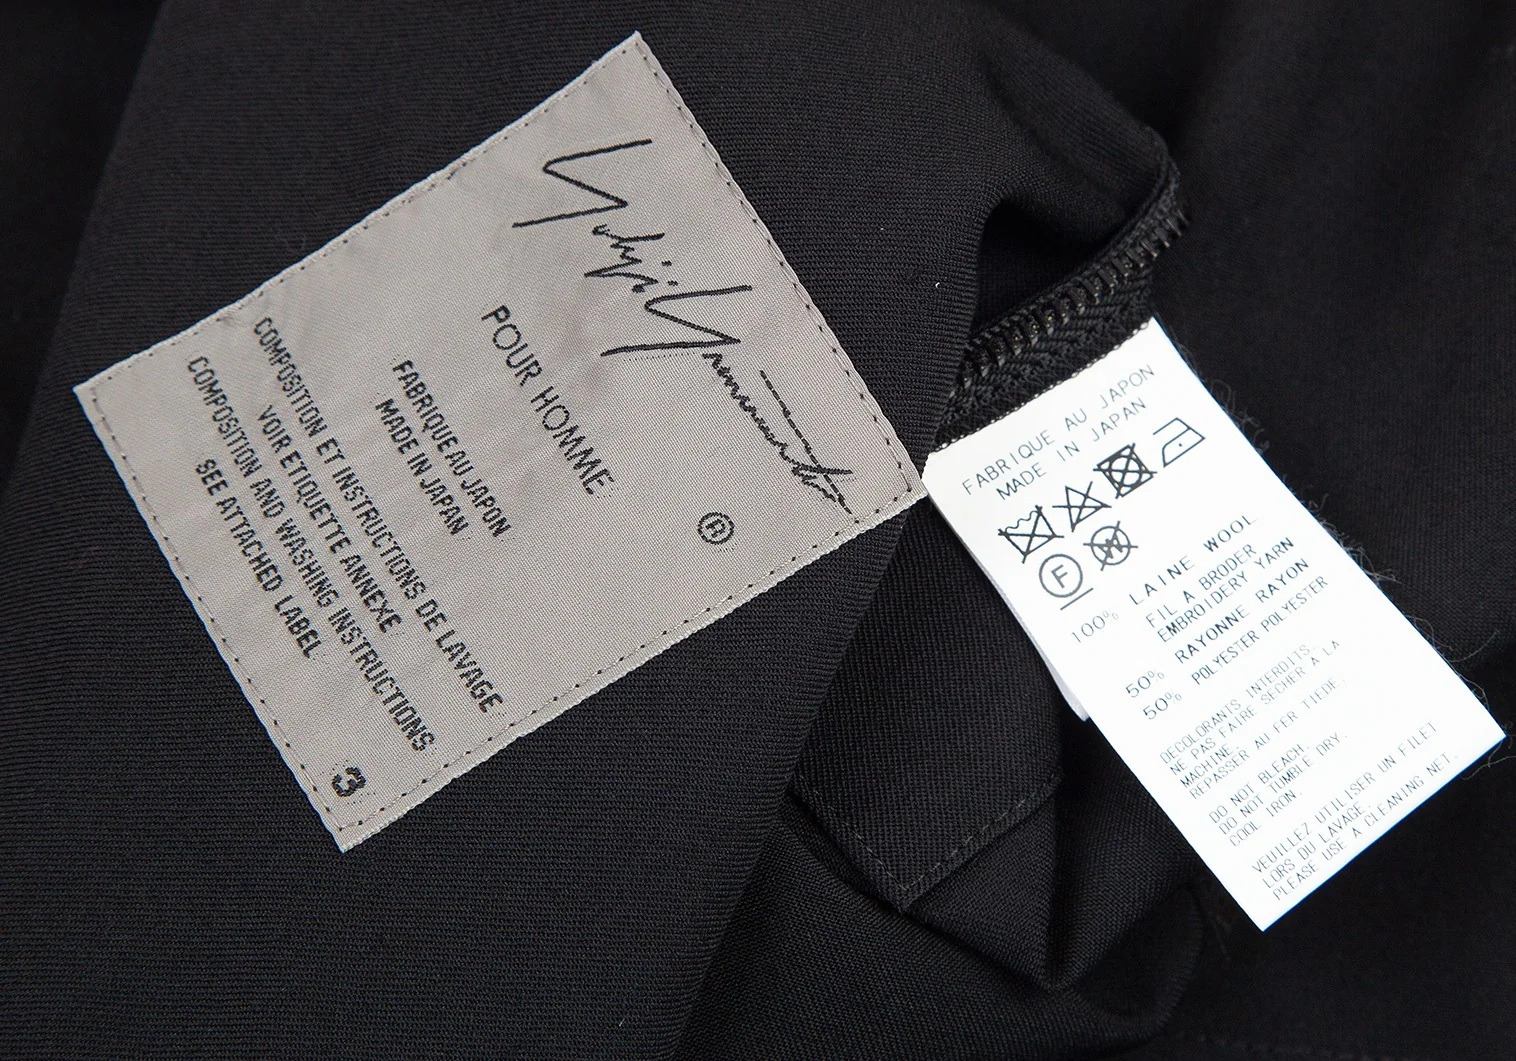 Yohji Yamamoto
®
POUR HOMME
FABRIQUE AU JAPON
MADE IN JAPAN
COMPOSITION ET INSTRUCTIONS DE LAVAGE
VOIR ETIQUETTE ANNEXE
COMPOSITION AND WASHING INSTRUCTIONS
SEE ATTACHED LABEL
3
FABRIQUE AU JAPON
MADE IN JAPAN
F
W
100% LAINE WOOL
FIL A BRODER
EMBROIDERY YARN
50% RAYONNE RAYON
50% POLYESTER POLYESTER
DECOLORANTS INTERDITS.
NE PAS FAIRE SECHER A LA
MACHINE.
REPASSER AU FER TIEDE.
DO NOT BLEACH.
DO NOT TUMBLE DRY.
COOL IRON.
VEUILLEZ UTILISER UN FILET
LORS DU LAVAGE.
PLEASE USE A CLEANING NET.